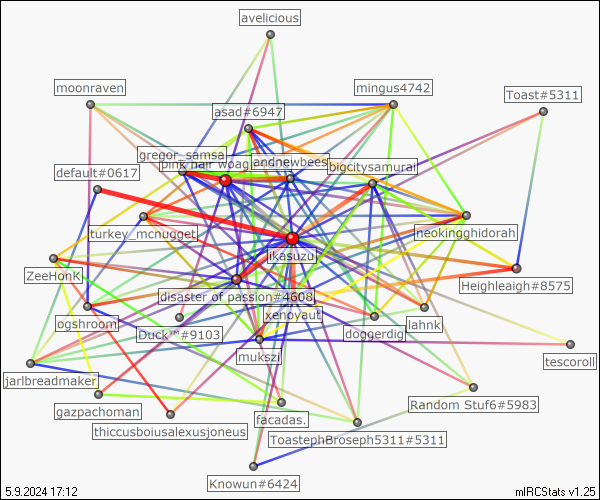 avelicious
moonraven
mingus4742
Toast#5311
asad#6947
gregor_samsa
pink hair woag
andnewbees
bigcitysamurai
default#0617
turkey_mcnugget
neokingghidorah
ikasuzu
ZeeHonK
Heighleaigh#8575
disaster of passion#4608
ogshroom
xenoyaut
lahnk
Duck™#9103
doggerdig
mukszi
tescoroll
jarlbreadmaker
Random Stuf6#5983
gazpachoman
facadas.
thiccusboiusalexusjoneus
ToastephBroseph5311#5311
Knowun#6424
5.9.2024 17:12
mIRCStats v1.25